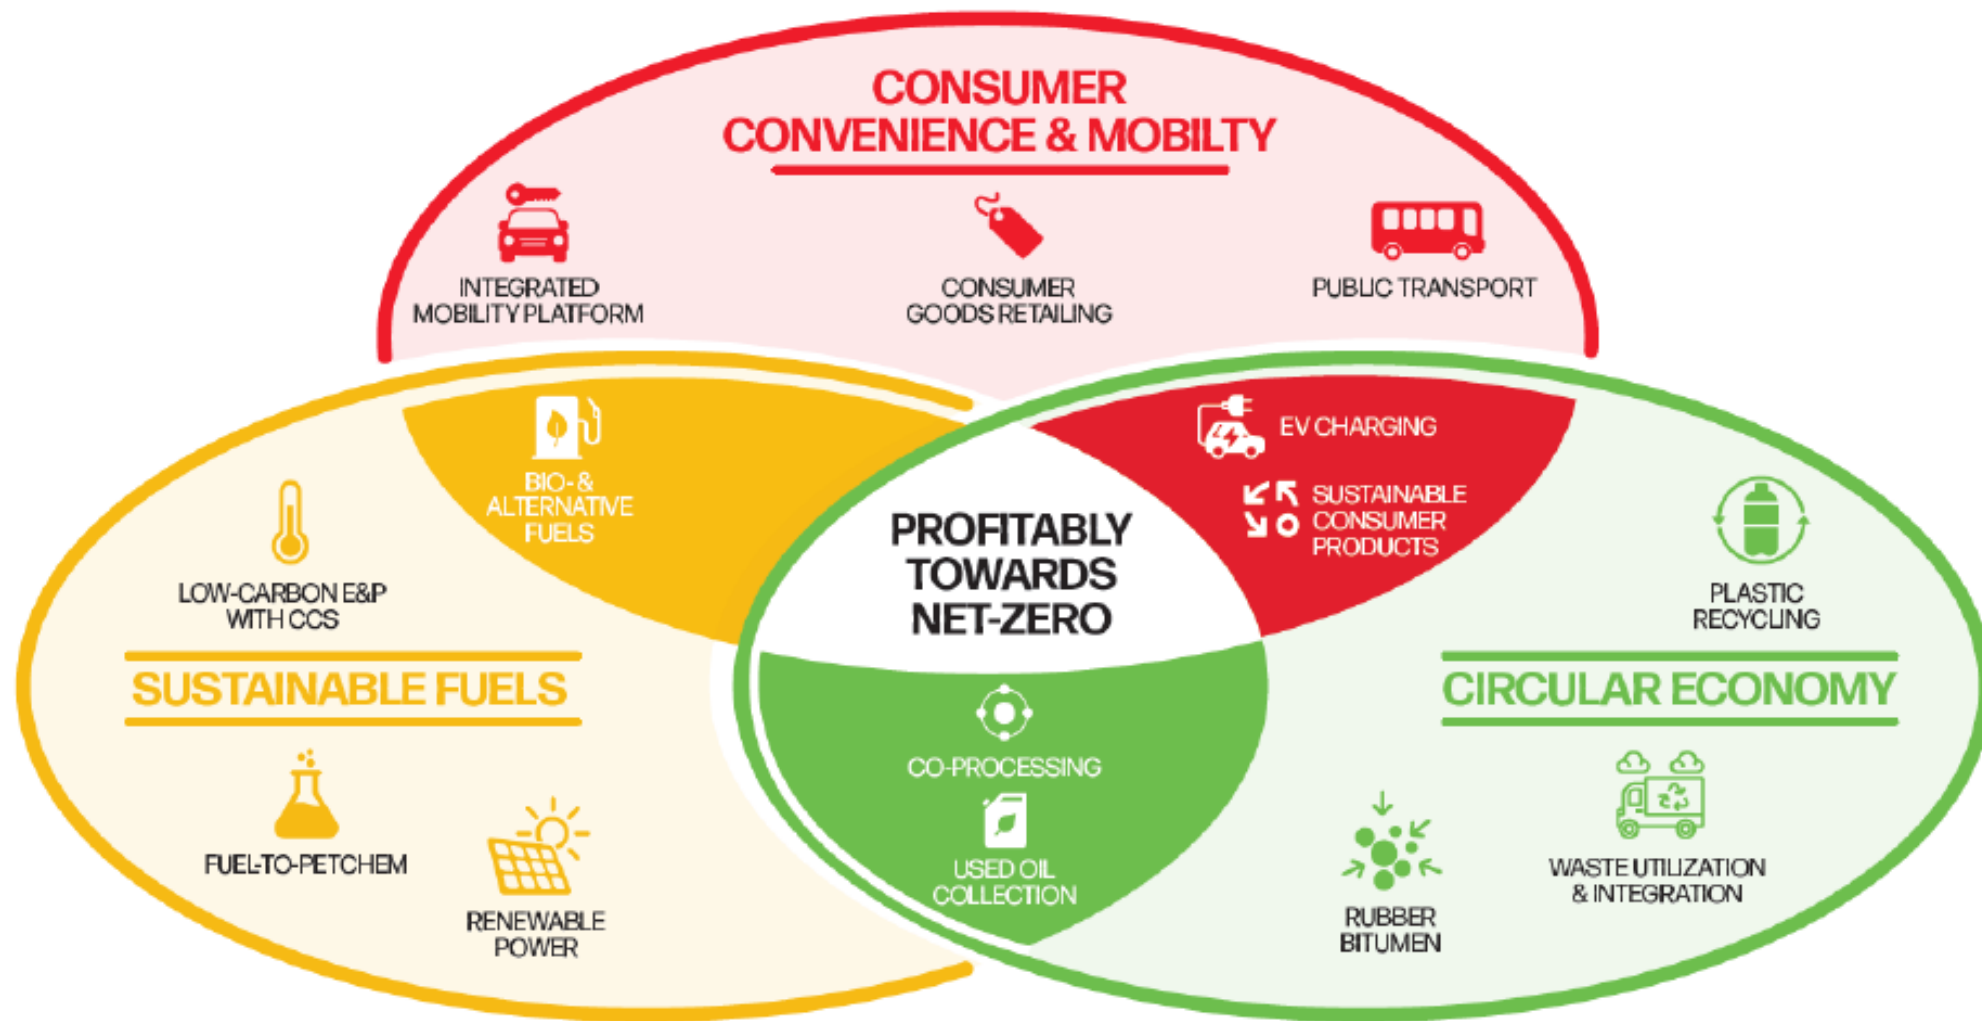 CONSUMER
CONVENIENCE & MOBILTY
INTEGRATED
MOBILITY PLATFORM
CONSUMER
GOODS RETAILING
PUBLIC TRANSPORT
BIO- &
ALTERNATIVE
FUELS
EV CHARGING
SUSTAINABLE
CONSUMER
PRODUCTS
PROFITABLY
TOWARDS
NET-ZERO
LOW-CARBON E&P
WITH CCS
SUSTAINABLE FUELS
FUEL-TO-PETCHEM
RENEWABLE
POWER
CO-PROCESSING
USED OIL
COLLECTION
PLASTIC
RECYCLING
CIRCULAR ECONOMY
WASTE UTILIZATION
& INTEGRATION
RUBBER
BITUMEN